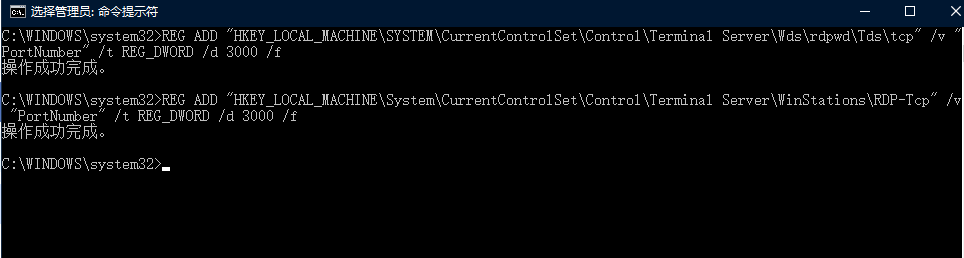 选择管理员: 命令提示符
C:\WINDOWS\system32>REG ADD "HKEY_LOCAL_MACHINE\SYSTEM\CurrentControlSet\Control\Terminal Server\Wds\rdpwd\Tds\tcp" /v "
PortNumber" /t REG_DWORD /d 3000 /f
操作成功完成。
C:\WINDOWS\system32>REG ADD "HKEY_LOCAL_MACHINE\System\CurrentControlSet\Control\Terminal Server\WinStations\RDP-Tcp" /v
 "PortNumber" /t REG_DWORD /d 3000 /f
操作成功完成。
C:\WINDOWS\system32>